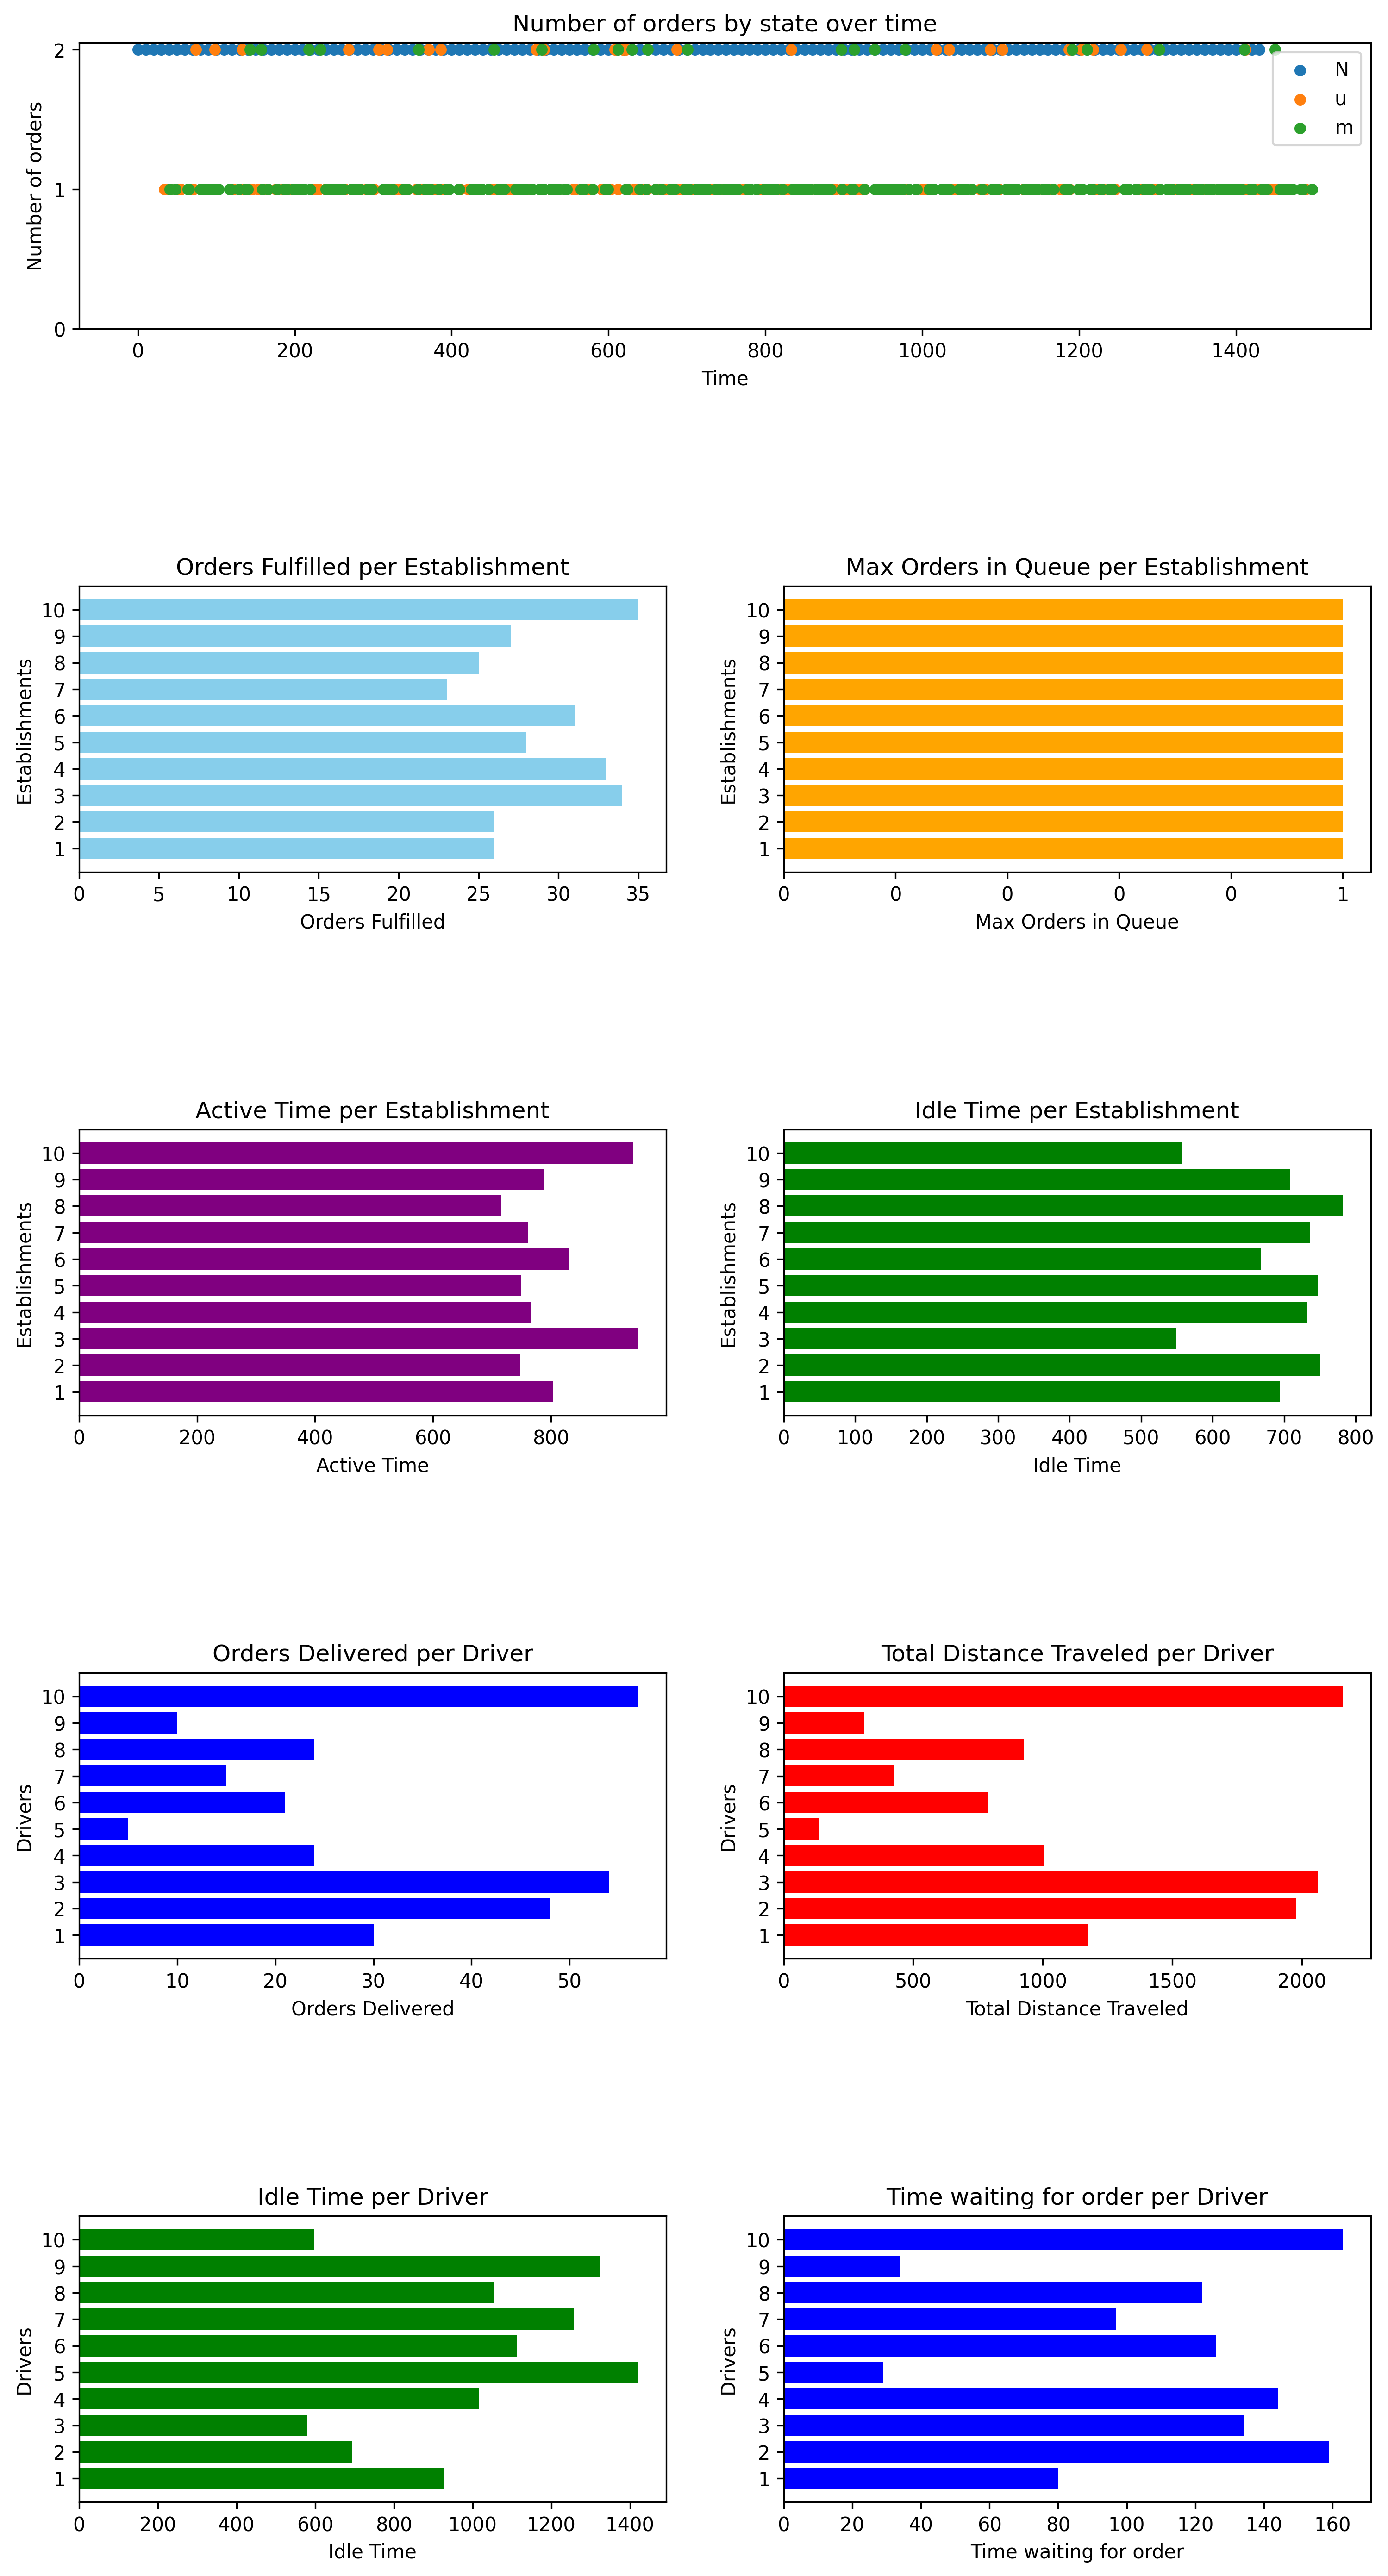 Number of orders by state over time
Number of orders
2
1
0
N
u
m
0 200 400 600 800 1000 1200 1400
Time
Orders Fulfilled per Establishment
Establishments
10
9
8
7
6
5
4
3
2
1
0 5 10 15 20 25 30 35
Orders Fulfilled
Max Orders in Queue per Establishment
Establishments
10
9
8
7
6
5
4
3
2
1
0 0 0 0 0 1
Max Orders in Queue
Active Time per Establishment
Establishments
10
9
8
7
6
5
4
3
2
1
0 200 400 600 800
Active Time
Idle Time per Establishment
Establishments
10
9
8
7
6
5
4
3
2
1
0 100 200 300 400 500 600 700 800
Idle Time
Orders Delivered per Driver
Drivers
10
9
8
7
6
5
4
3
2
1
0 10 20 30 40 50
Orders Delivered
Total Distance Traveled per Driver
Drivers
10
9
8
7
6
5
4
3
2
1
0 500 1000 1500 2000
Total Distance Traveled
Idle Time per Driver
Drivers
10
9
8
7
6
5
4
3
2
1
0 200 400 600 800 1000 1200 1400
Idle Time
Time waiting for order per Driver
Drivers
10
9
8
7
6
5
4
3
2
1
0 20 40 60 80 100 120 140 160
Time waiting for order